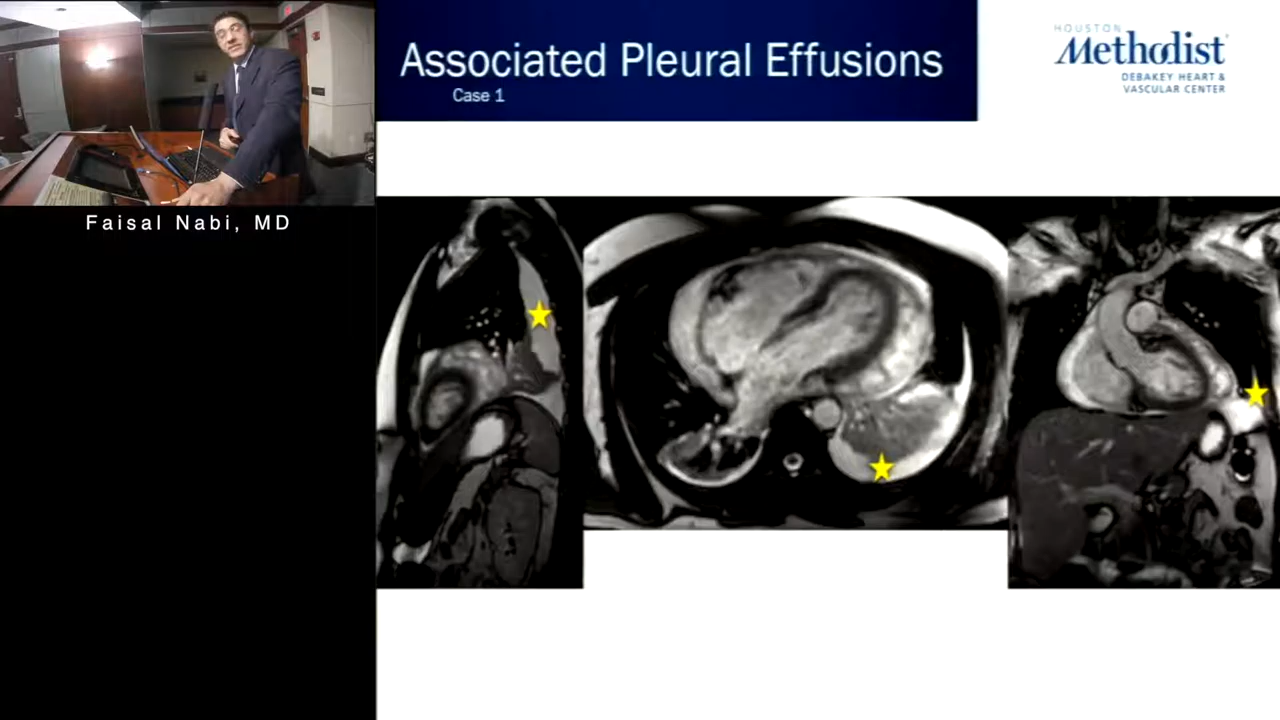 Associated Pleural Effusions
Case 1
HOUSTON
Methodist
DEBAKEY HEART &
VASCULAR CENTER
Faisal Nabi, MD